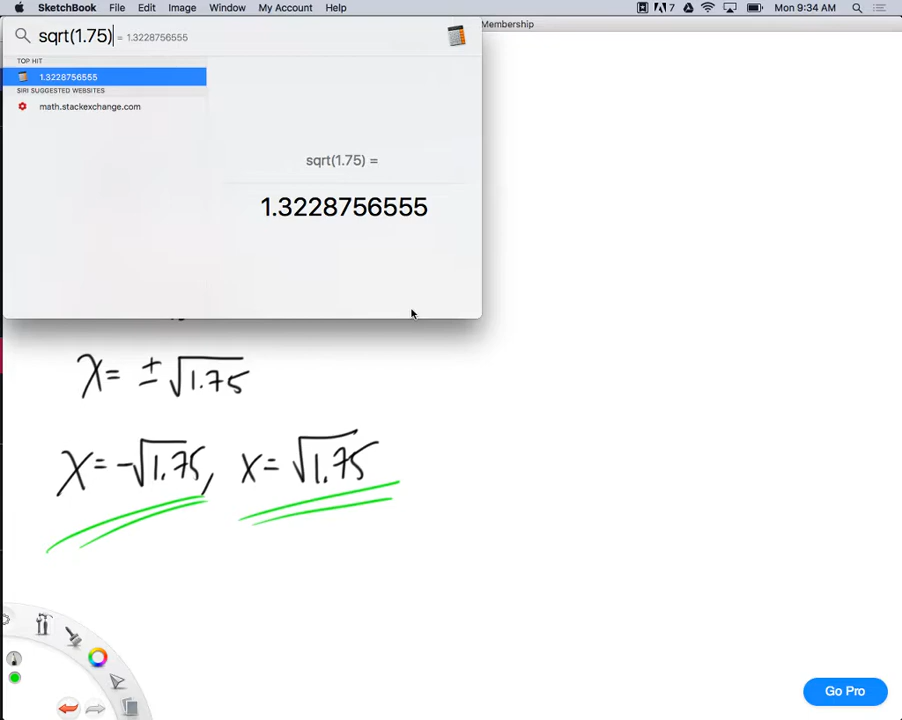 SketchBook File Edit Image Window My Account Help 7 Mon 9:34 AM
Membership
sqrt(1.75) = 1.3228756555
TOP HIT
1.3228756555
SIRI SUGGESTED WEBSITES
math.stackexchange.com
sqrt(1.75) =
1.3228756555
x= ±√1.75
x=-√1.75, x=√1.75
Go Pro